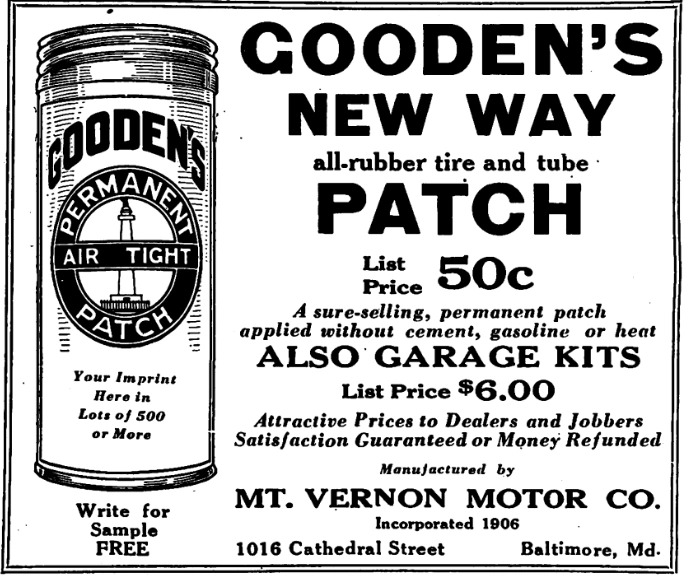 GOODEN'S
PERMANENT
AIR TIGHT
PATCH
Your Imprint
Here in
Lots of 500
or More
Write for
Sample
FREE
GOODEN'S
NEW WAY
all-rubber tire and tube
PATCH
List
Price 50c
A sure-selling, permanent patch
applied without cement, gasoline or heat
ALSO GARAGE KITS
List Price $6.00
Attractive Prices to Dealers and Jobbers
Satisfaction Guaranteed or Money Refunded
Manufactured by
MT. VERNON MOTOR CO.
Incorporated 1906
1016 Cathedral Street Baltimore, Md.